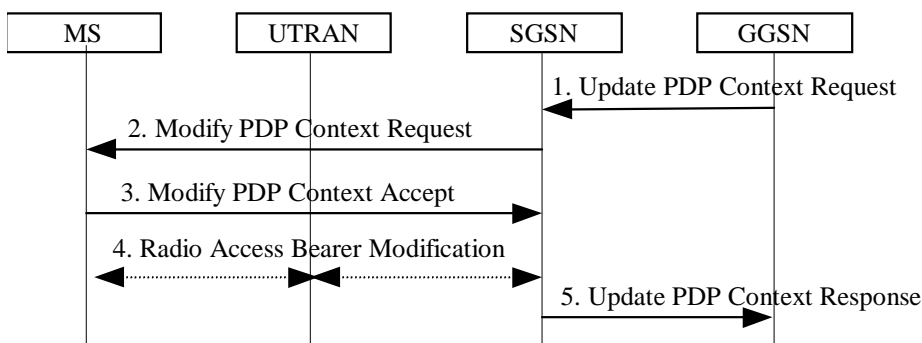 MS UTRAN SGSN GGSN
1. Update PDP Context Request
2. Modify PDP Context Request
3. Modify PDP Context Accept
4. Radio Access Bearer Modification
5. Update PDP Context Response